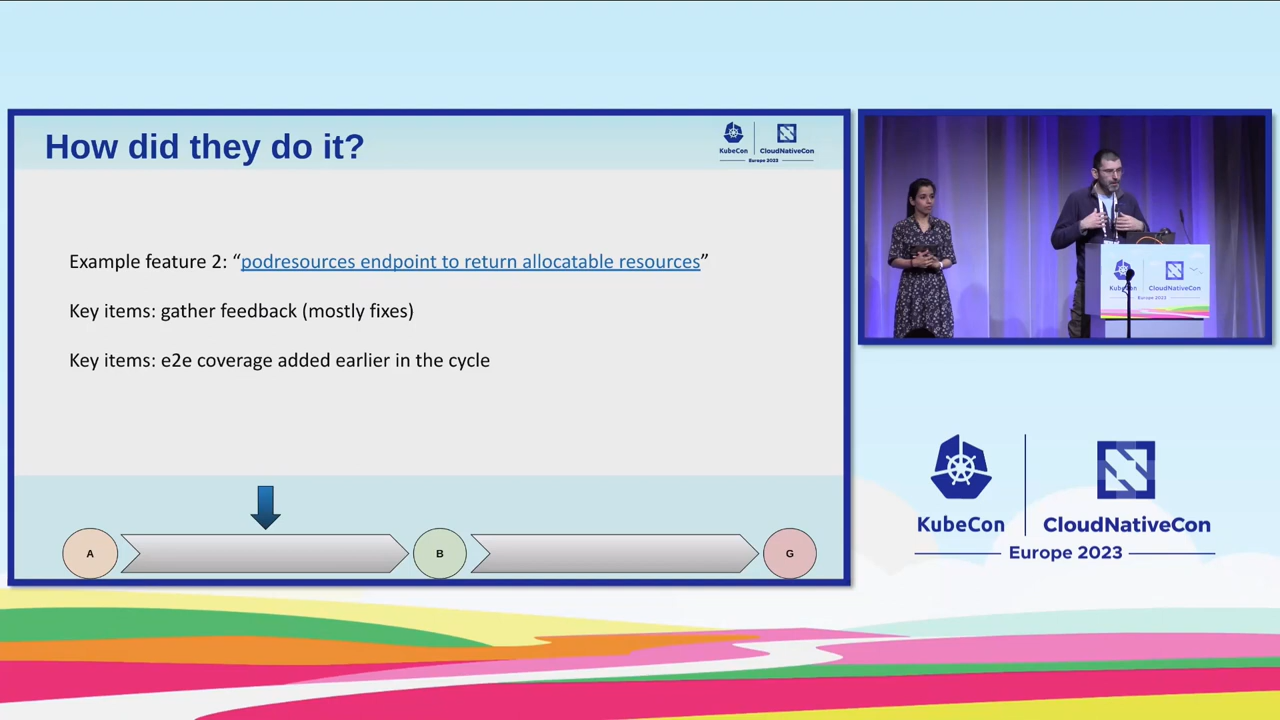 How did they do it?
KubeCon
CloudNativeCon
Europe 2023
Example feature 2: “podresources endpoint to return allocatable resources”
Key items: gather feedback (mostly fixes)
Key items: e2e coverage added earlier in the cycle
A
B
G
CloudNativeCon
Europe 2023
KubeCon
CloudNativeCon
Europe 2023